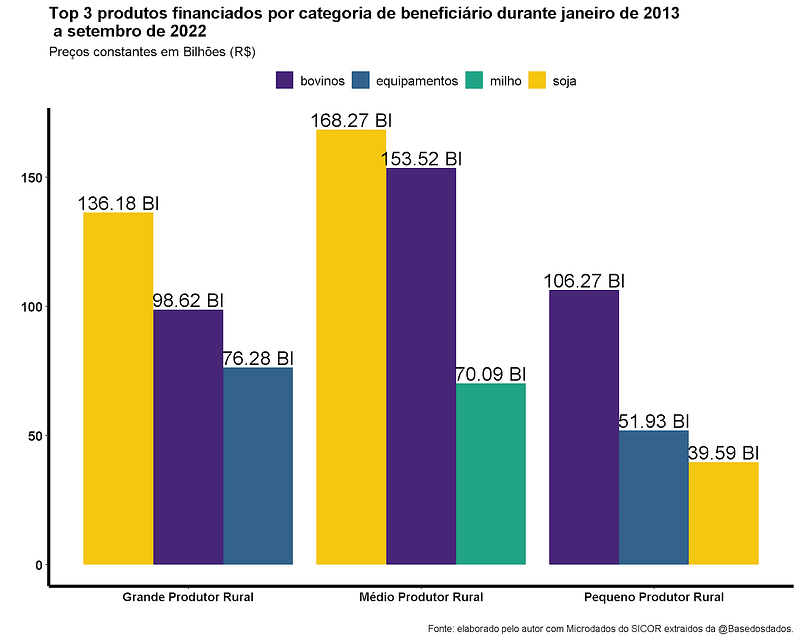 Top 3 produtos financiados por categoria de beneficiário durante janeiro de 2013
a setembro de 2022
Preços constantes em Bilhões (R$)
bovinos equipamentos milho soja
168.27 BI
153.52 BI
150
136.18 BI
106.27 BI
100
98.62 BI
76.28 BI
70.09 BI
51.93 BI
50
39.59 BI
0
Grande Produtor Rural Médio Produtor Rural Pequeno Produtor Rural
Fonte: elaborado pelo autor com Microdados do SICOR extraidos da @Basedosdados.